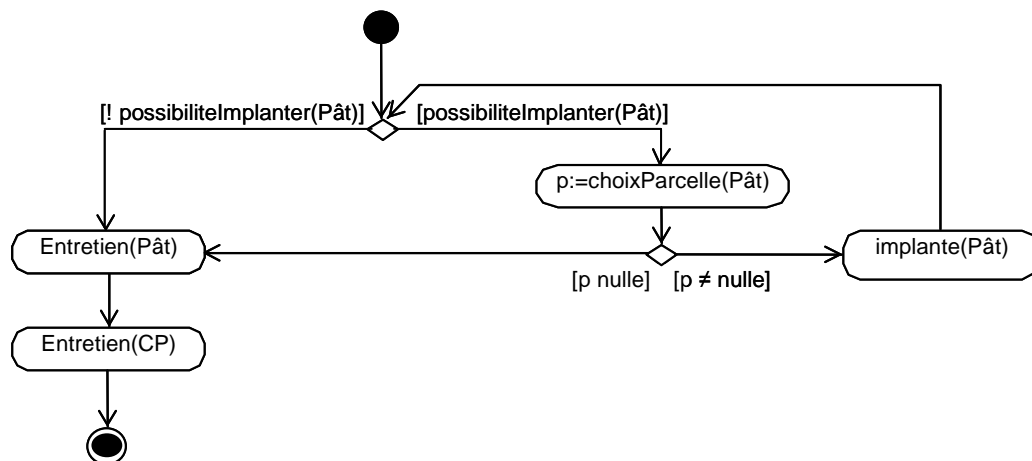 [! possibiliteImplanter(Pât)]
[possibiliteImplanter(Pât)]
p:=choixParcelle(Pât)
Entretien(Pât)
implante(Pât)
[p nulle]
[p ≠ nulle]
Entretien(CP)